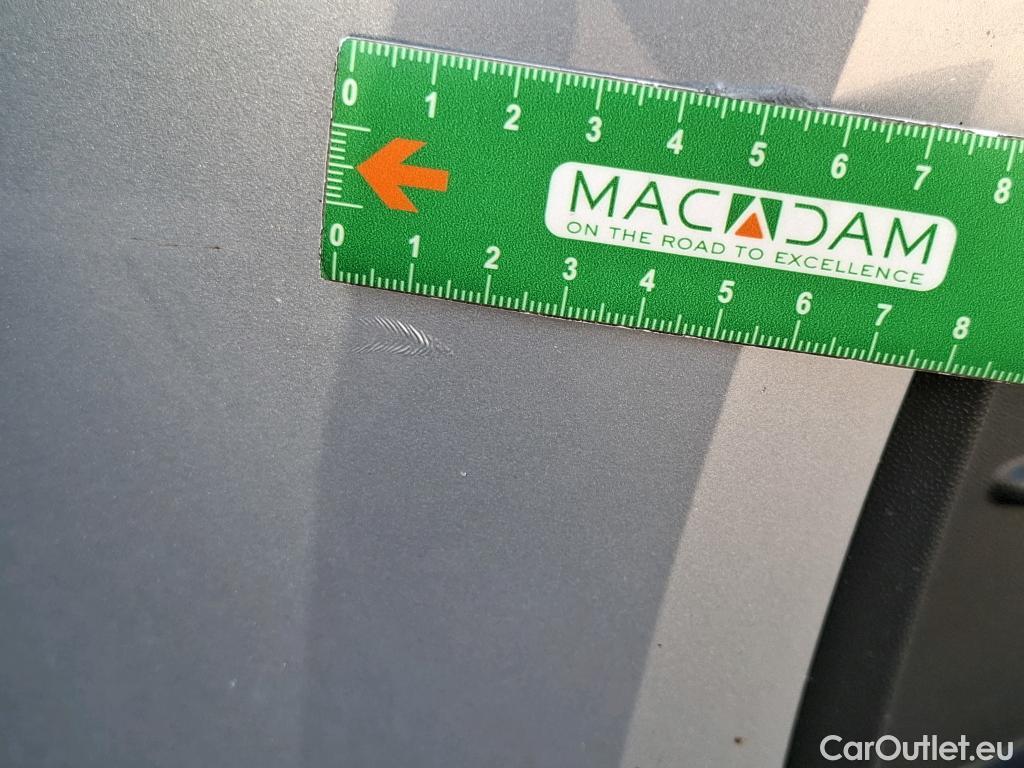 0 1 2 3 4 5 6 7 8
MACADAM
ON THE ROAD TO EXCELLENCE
0 1 2 3 4 5 6 7 8
CarOutlet.eu